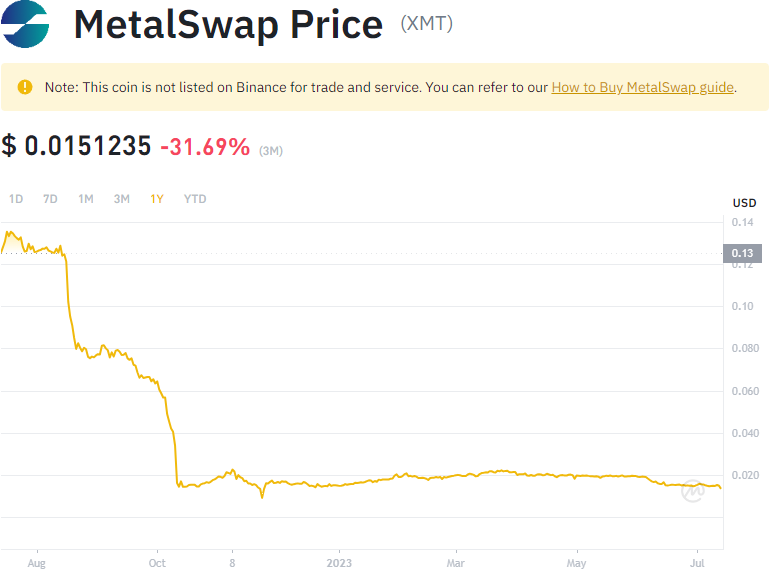 MetalSwap Price (XMT)
Note: This coin is not listed on Binance for trade and service. You can refer to our How to Buy MetalSwap guide.
$ 0.0151235 -31.69% (3M)
1D 7D 1M 3M 1Y YTD
USD
0.14
0.13
0.12
0.10
0.080
0.060
0.040
0.020
Aug Oct 8 2023 Mar May Jul